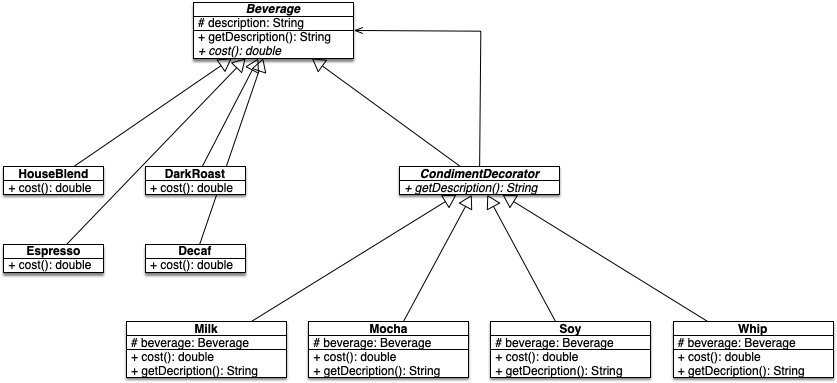 Beverage
# description: String
+ getDescription(): String
+ cost(): double
HouseBlend
+ cost(): double
DarkRoast
+ cost(): double
CondimentDecorator
+ getDescription(): String
Espresso
+ cost(): double
Decaf
+ cost(): double
Milk
# beverage: Beverage
+ cost(): double
+ getDecription(): String
Mocha
# beverage: Beverage
+ cost(): double
+ getDecription(): String
Soy
# beverage: Beverage
+ cost(): double
+ getDecription(): String
Whip
# beverage: Beverage
+ cost(): double
+ getDecription(): String